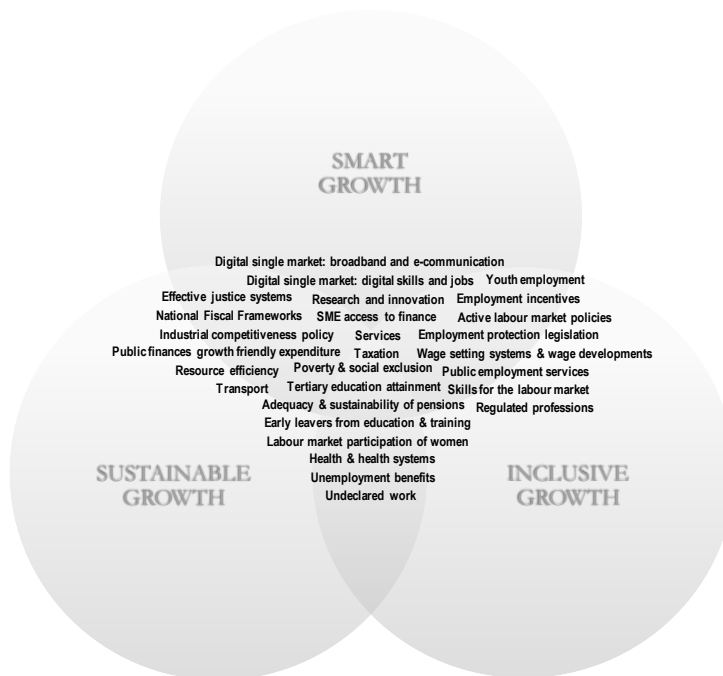 SMART
GROWTH
Digital single market: broadband and e-communication
Digital single market: digital skills and jobs Youth employment
Effective justice systems Research and innovation Employment incentives
National Fiscal Frameworks SME access to finance Active labour market policies
Industrial competitiveness policy Services Employment protection legislation
Public finances growth friendly expenditure Taxation Wage setting systems & wage developments
Resource efficiency Poverty & social exclusion Public employment services
Transport Tertiary education attainment Skills for the labour market
Adequacy & sustainability of pensions Regulated professions
Early leavers from education & training
Labour market participation of women
Health & health systems
Unemployment benefits
Undeclared work
SUSTAINABLE
GROWTH
INCLUSIVE
GROWTH